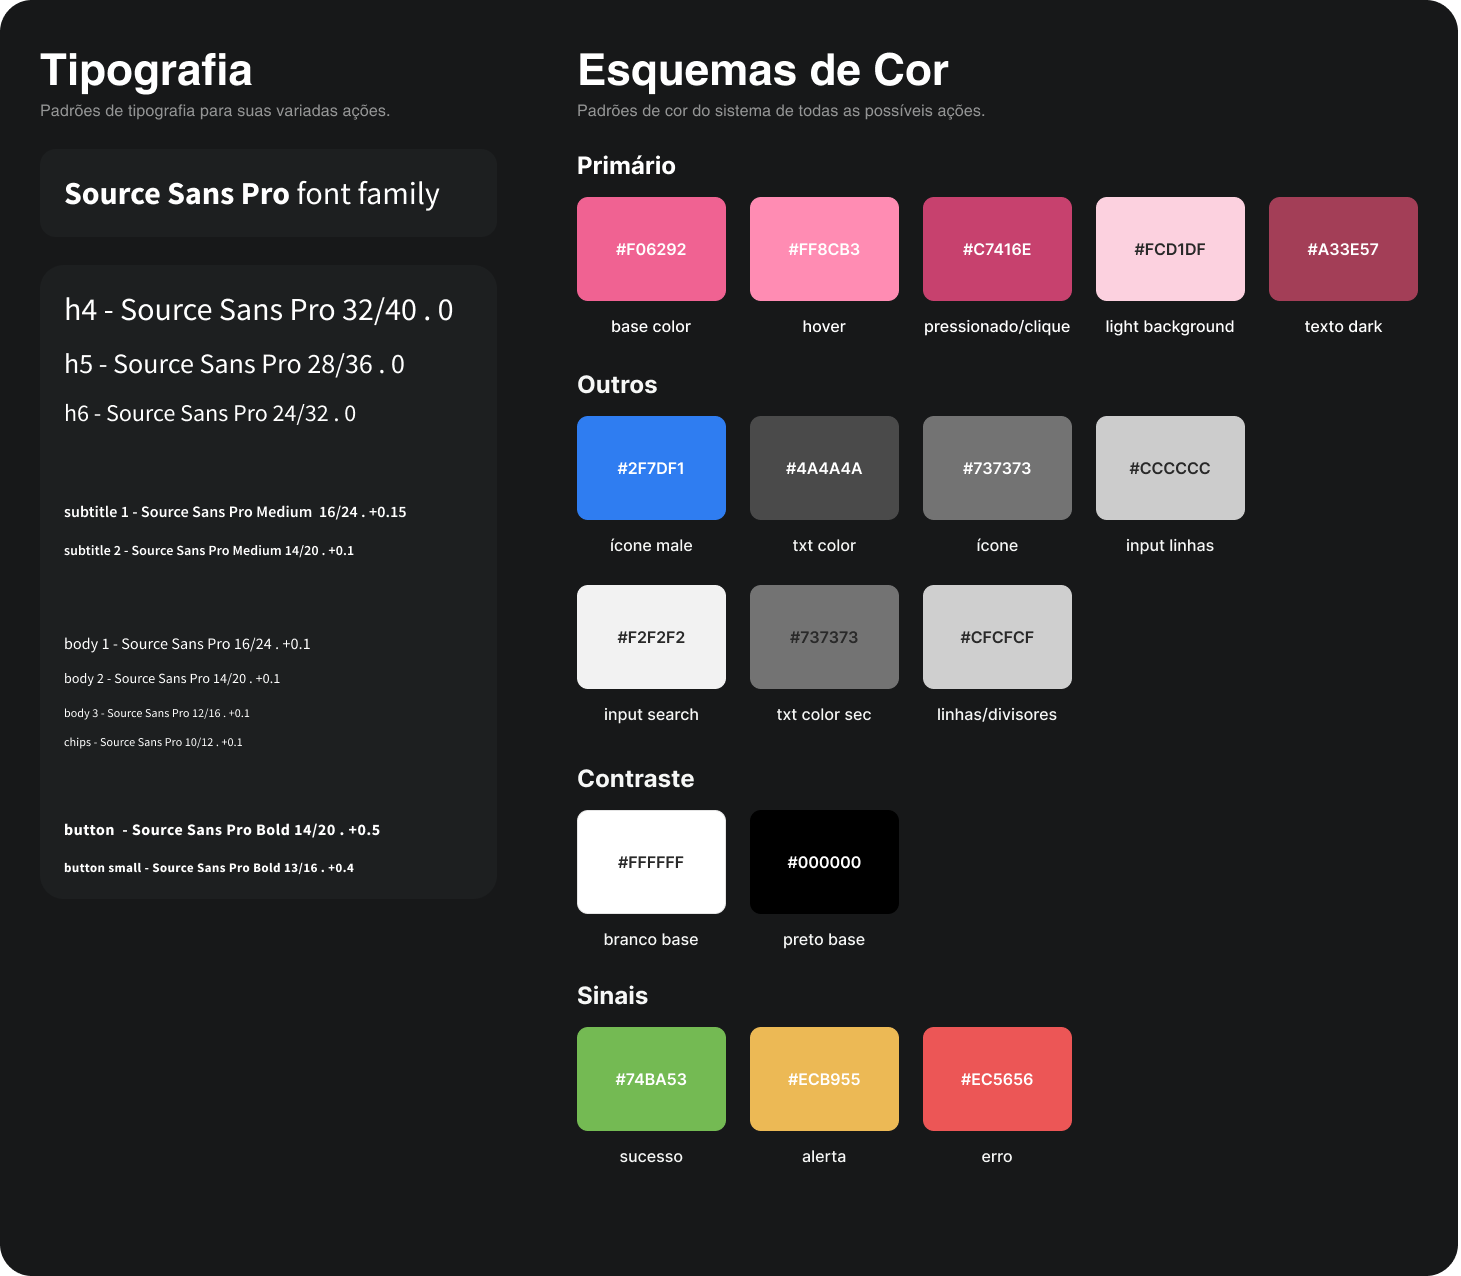 Tipografia
Padrões de tipografia para suas variadas ações.
Source Sans Pro font family
h4 - Source Sans Pro 32/40 . 0
h5 - Source Sans Pro 28/36 . 0
h6 - Source Sans Pro 24/32 . 0
subtitle 1 - Source Sans Pro Medium  16/24 . +0.15
subtitle 2 - Source Sans Pro Medium 14/20 . +0.1
body 1 - Source Sans Pro 16/24 . +0.1
body 2 - Source Sans Pro 14/20 . +0.1
body 3 - Source Sans Pro 12/16 . +0.1
chips - Source Sans Pro 10/12 . +0.1
button  - Source Sans Pro Bold 14/20 . +0.5
button small - Source Sans Pro Bold 13/16 . +0.4
Esquemas de Cor
Padrões de cor do sistema de todas as possíveis ações.
Primário
#F06292 #FF8CB3 #C7416E #FCD1DF #A33E57
base color hover pressionado/clique light background texto dark
Outros
#2F7DF1 #4A4A4A #737373 #CCCCCC
ícone male txt color ícone input linhas
#F2F2F2 #737373 #CFCFCF
input search txt color sec linhas/divisores
Contraste
#FFFFFF #000000
branco base preto base
Sinais
#74BA53 #ECB955 #EC5656
sucesso alerta erro